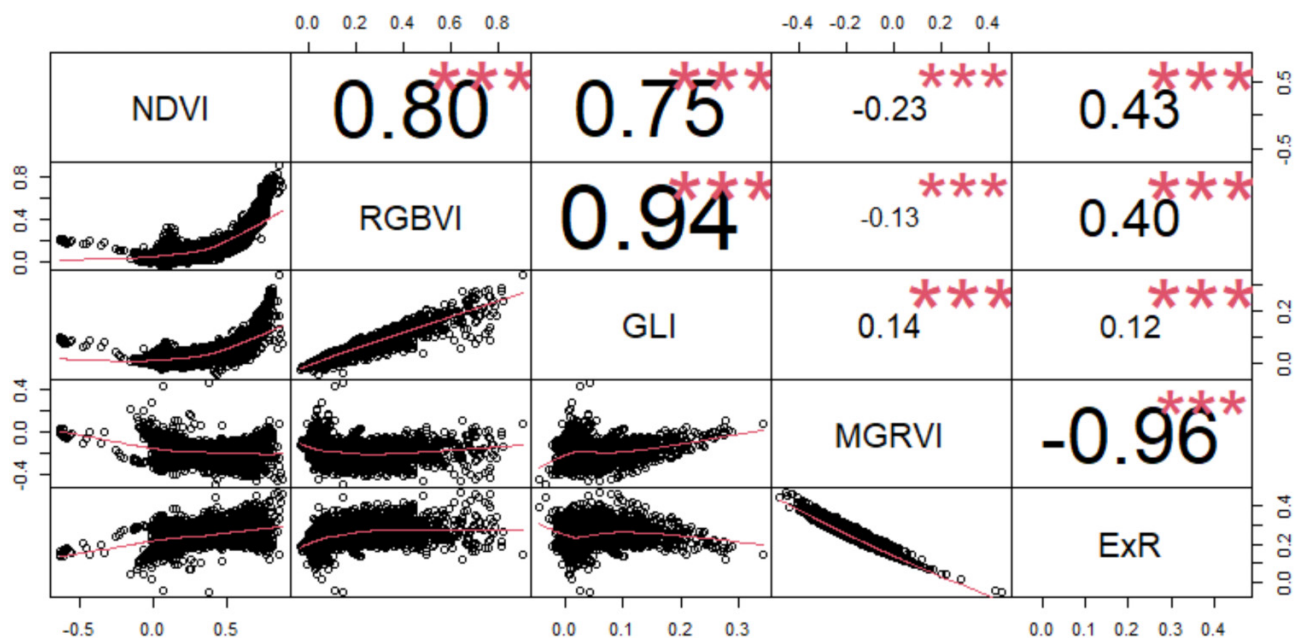 0.0 0.2 0.4 0.6 0.8 -0.4 -0.2 0.0 0.2 0.4
NDVI 0.80*** 0.75*** -0.23*** 0.43*** -0.5 0.5
0.0 0.4 0.8 RGBVI 0.94*** -0.13*** 0.40***
GLI 0.14*** 0.12*** 0.0 0.2
-0.4 0.0 0.4 MGRVI -0.96***
ExR 0.0 0.2 0.4
-0.5 0.0 0.5 0.0 0.1 0.2 0.3 0.0 0.1 0.2 0.3 0.4